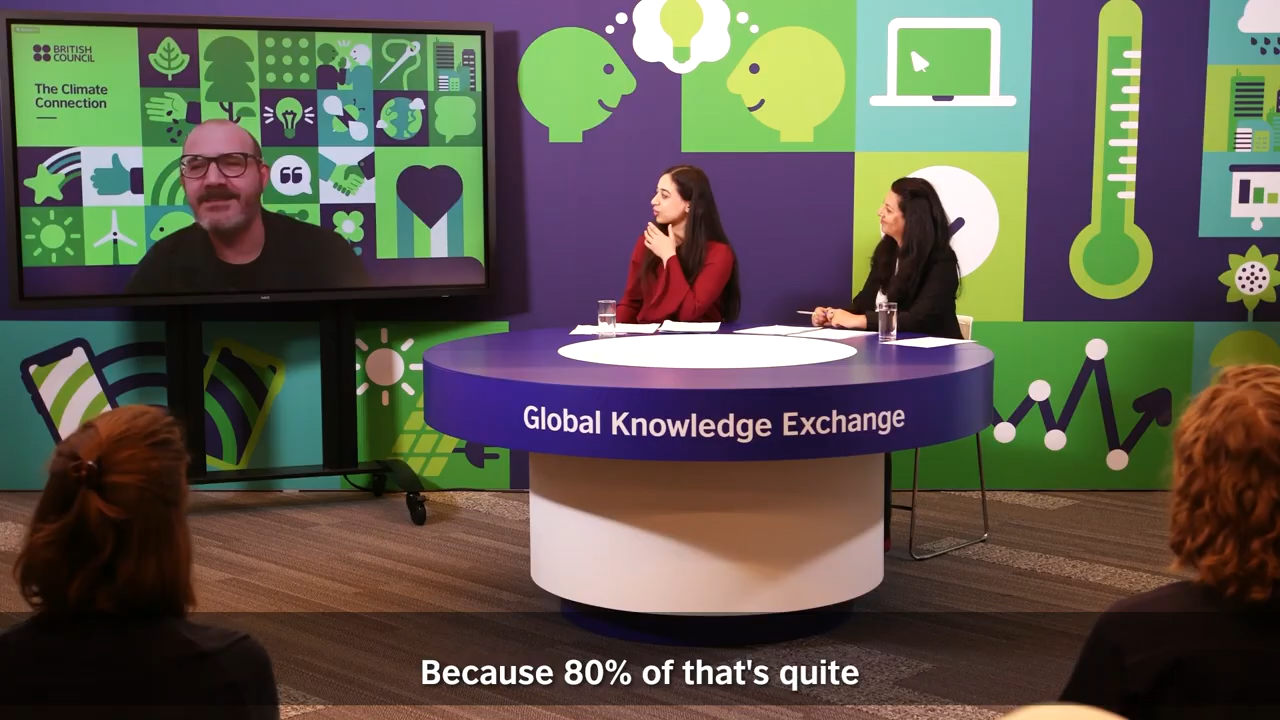 BRITISH
COUNCIL
The Climate
Connection
Global Knowledge Exchange
Because 80% of that's quite